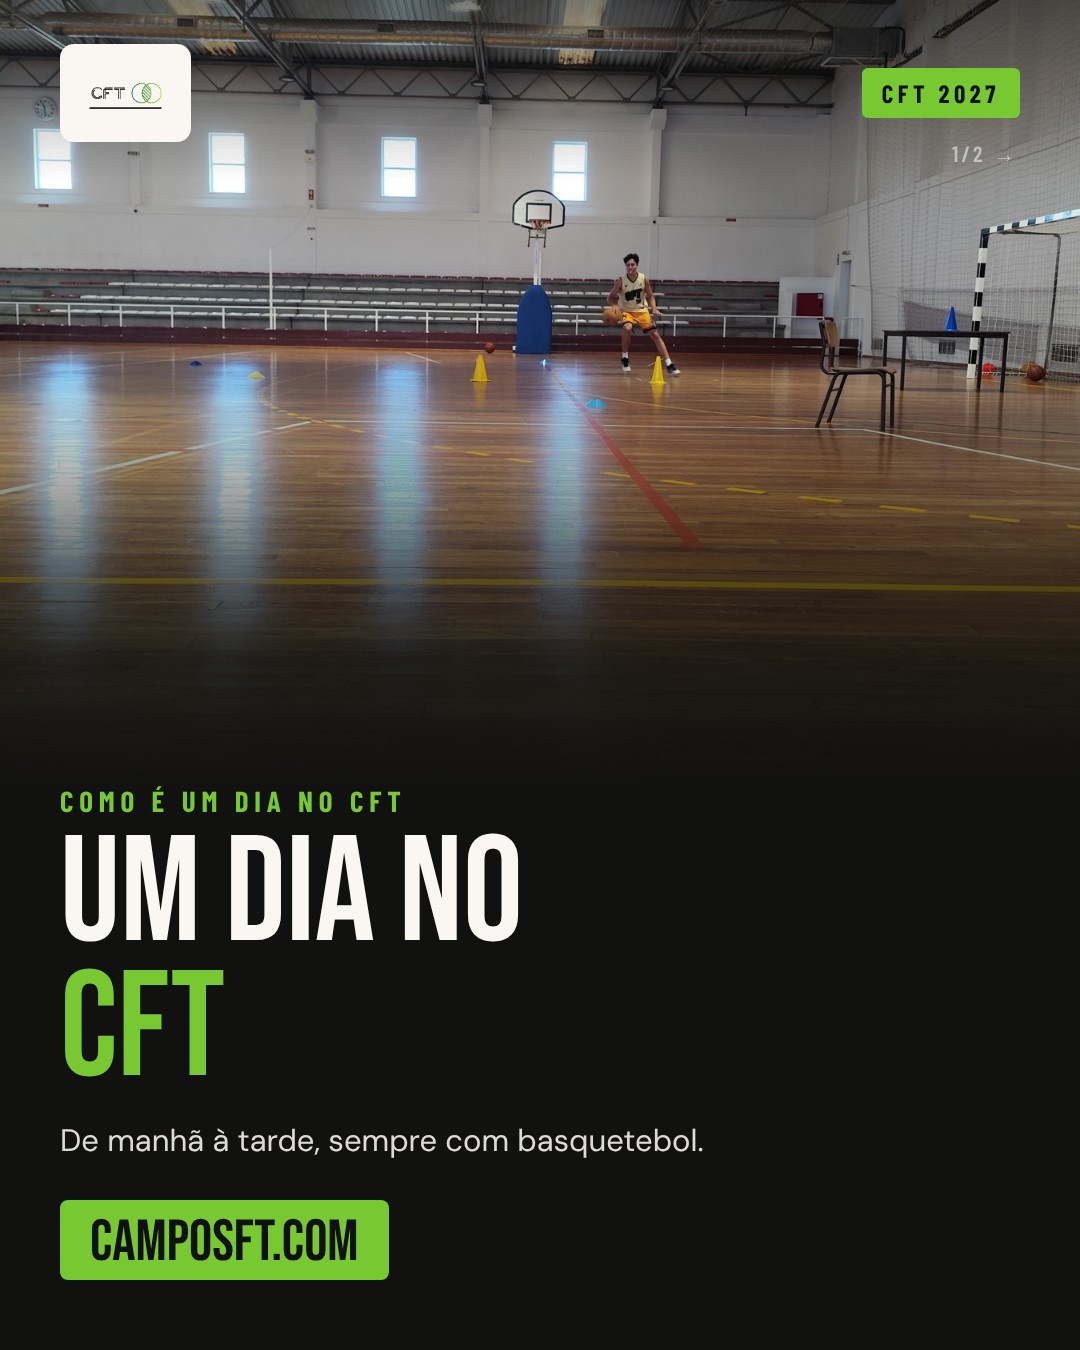 CFT
CFT 2027
1/2 →
COMO É UM DIA NO CFT
UM DIA NO
CFT
De manhã à tarde, sempre com basquetebol.
CAMPOSFT.COM